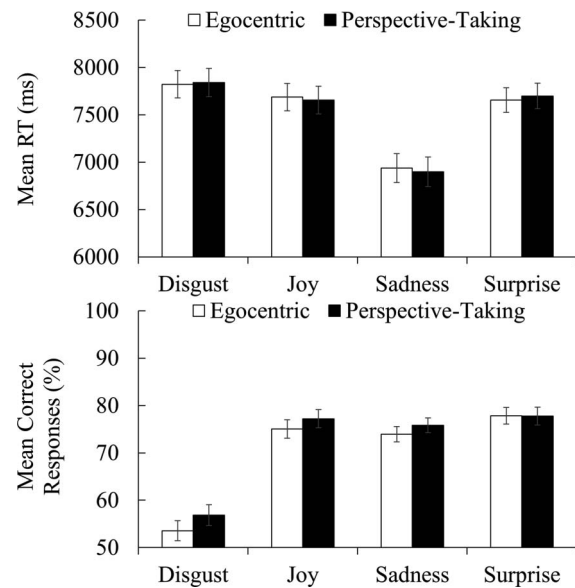 Egocentric Perspective-Taking
8500
8000
7500
7000
6500
6000
Mean RT (ms)
Disgust Joy Sadness Surprise
Egocentric Perspective-Taking
100
90
80
70
60
50
Mean Correct
Responses (%)
Disgust Joy Sadness Surprise